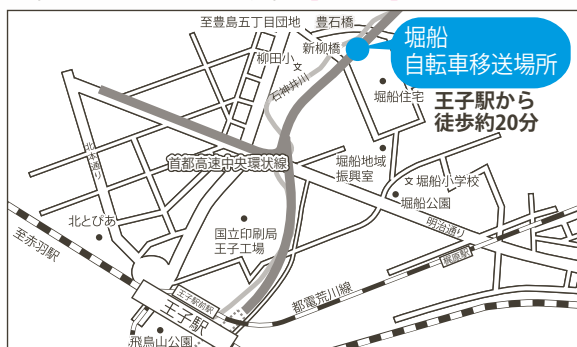 至豊島五丁目団地
豊石橋
新柳橋
柳田小
石神井川
堀船
自転車移送場所
堀船住宅
王子駅から
徒歩約20分
北本通り
首都高速中央環状線
堀船地域
振興室
堀船小学校
堀船公園
明治通り
北とぴあ
国立印刷局
王子工場
至赤羽駅
梶原駅
都電荒川線
王子駅前駅
王子駅
飛鳥山公園